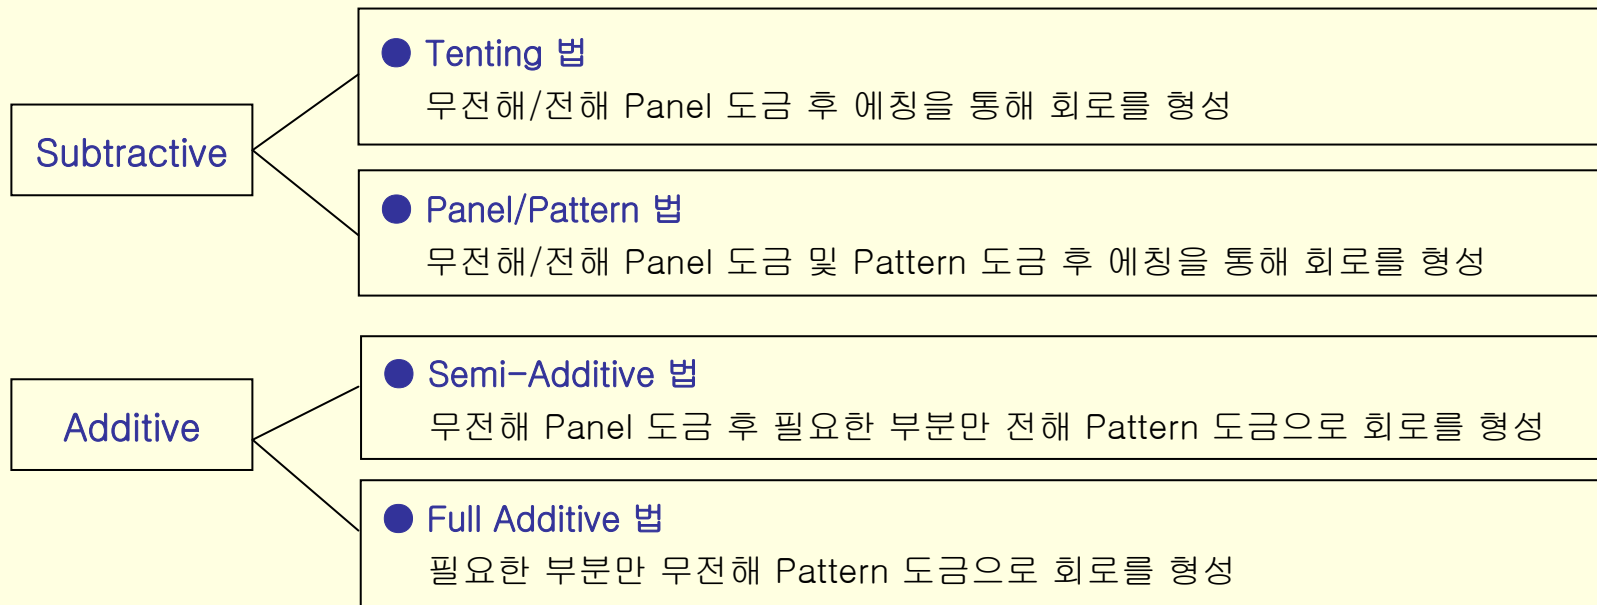 Subtractive
● Tenting 법
무전해/전해 Panel 도금 후 에칭을 통해 회로를 형성
● Panel/Pattern 법
무전해/전해 Panel 도금 및 Pattern 도금 후 에칭을 통해 회로를 형성
Additive
● Semi-Additive 법
무전해 Panel 도금 후 필요한 부분만 전해 Pattern 도금으로 회로를 형성
● Full Additive 법
필요한 부분만 무전해 Pattern 도금으로 회로를 형성